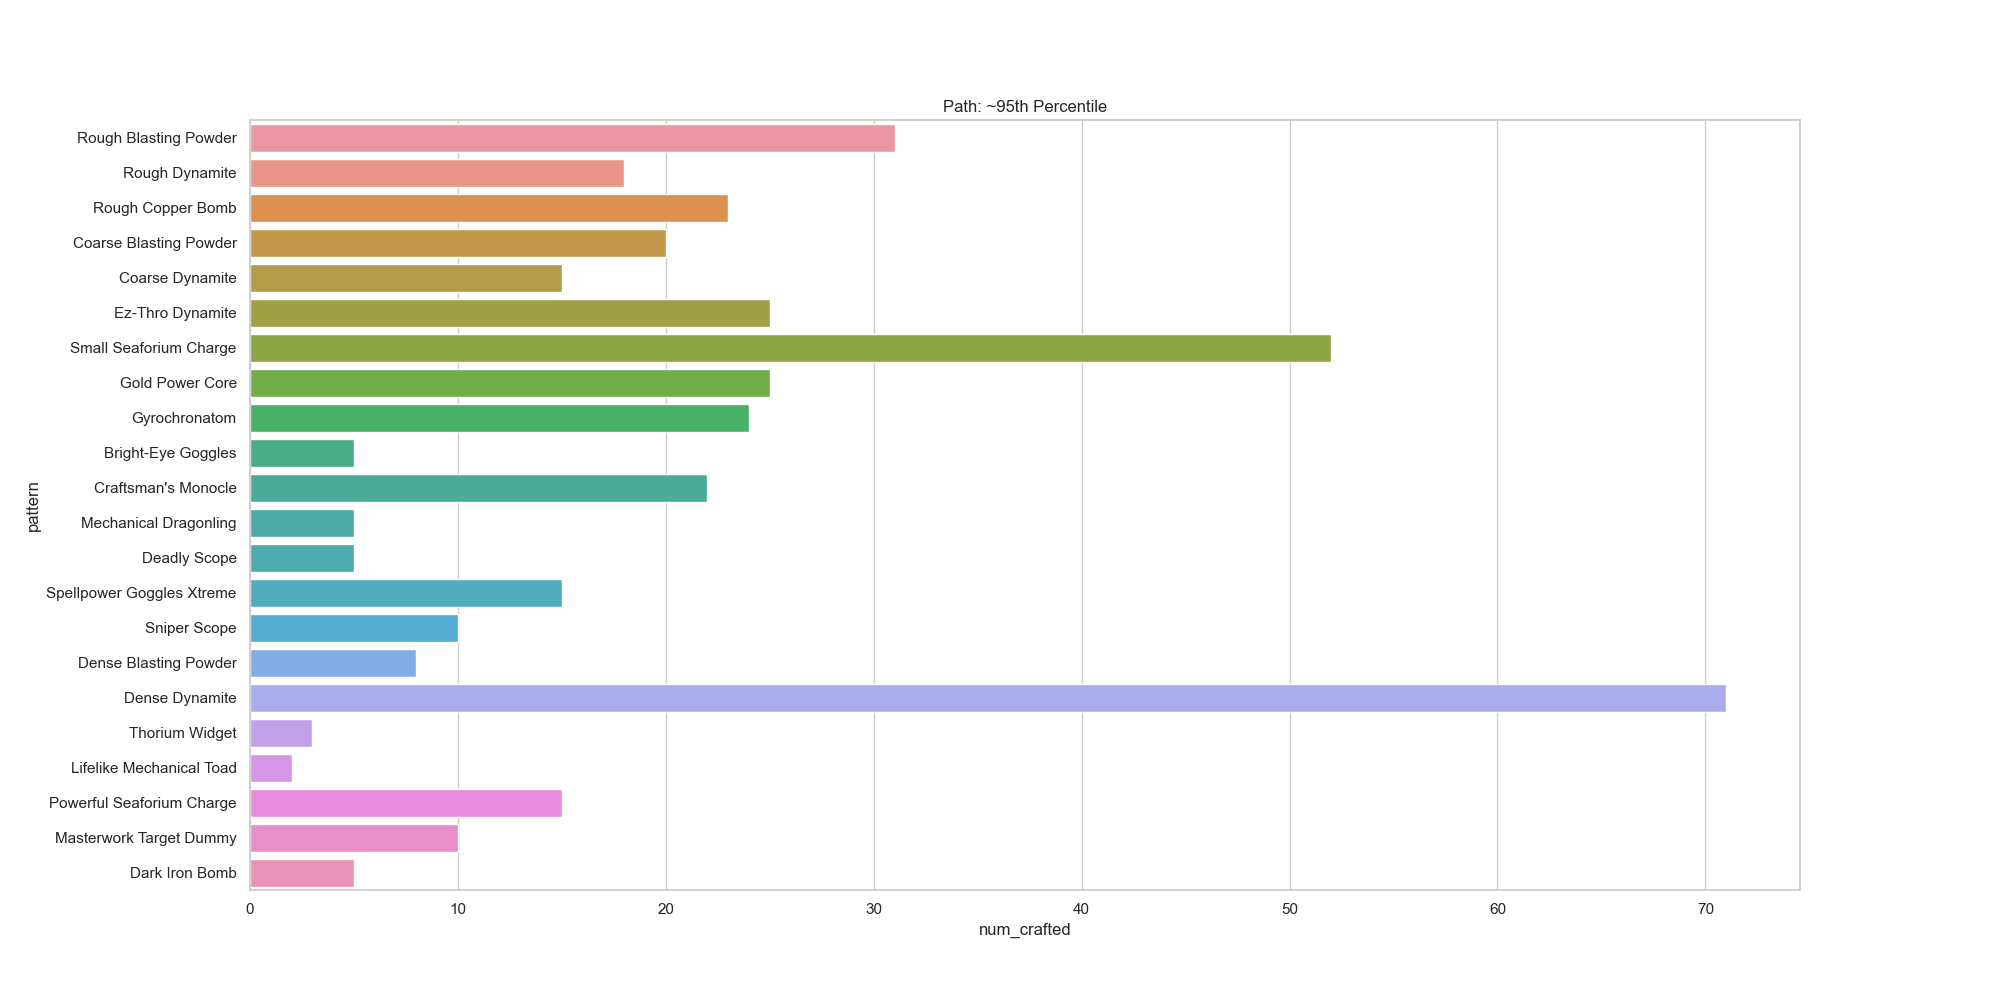 Path: ~95th Percentile
Rough Blasting Powder
Rough Dynamite
Rough Copper Bomb
Coarse Blasting Powder
Coarse Dynamite
Ez-Thro Dynamite
Small Seaforium Charge
Gold Power Core
Gyrochronatom
Bright-Eye Goggles
Craftsman's Monocle
Mechanical Dragonling
Deadly Scope
Spellpower Goggles Xtreme
Sniper Scope
Dense Blasting Powder
Dense Dynamite
Thorium Widget
Lifelike Mechanical Toad
Powerful Seaforium Charge
Masterwork Target Dummy
Dark Iron Bomb
pattern
0 10 20 30 40 50 60 70
num_crafted